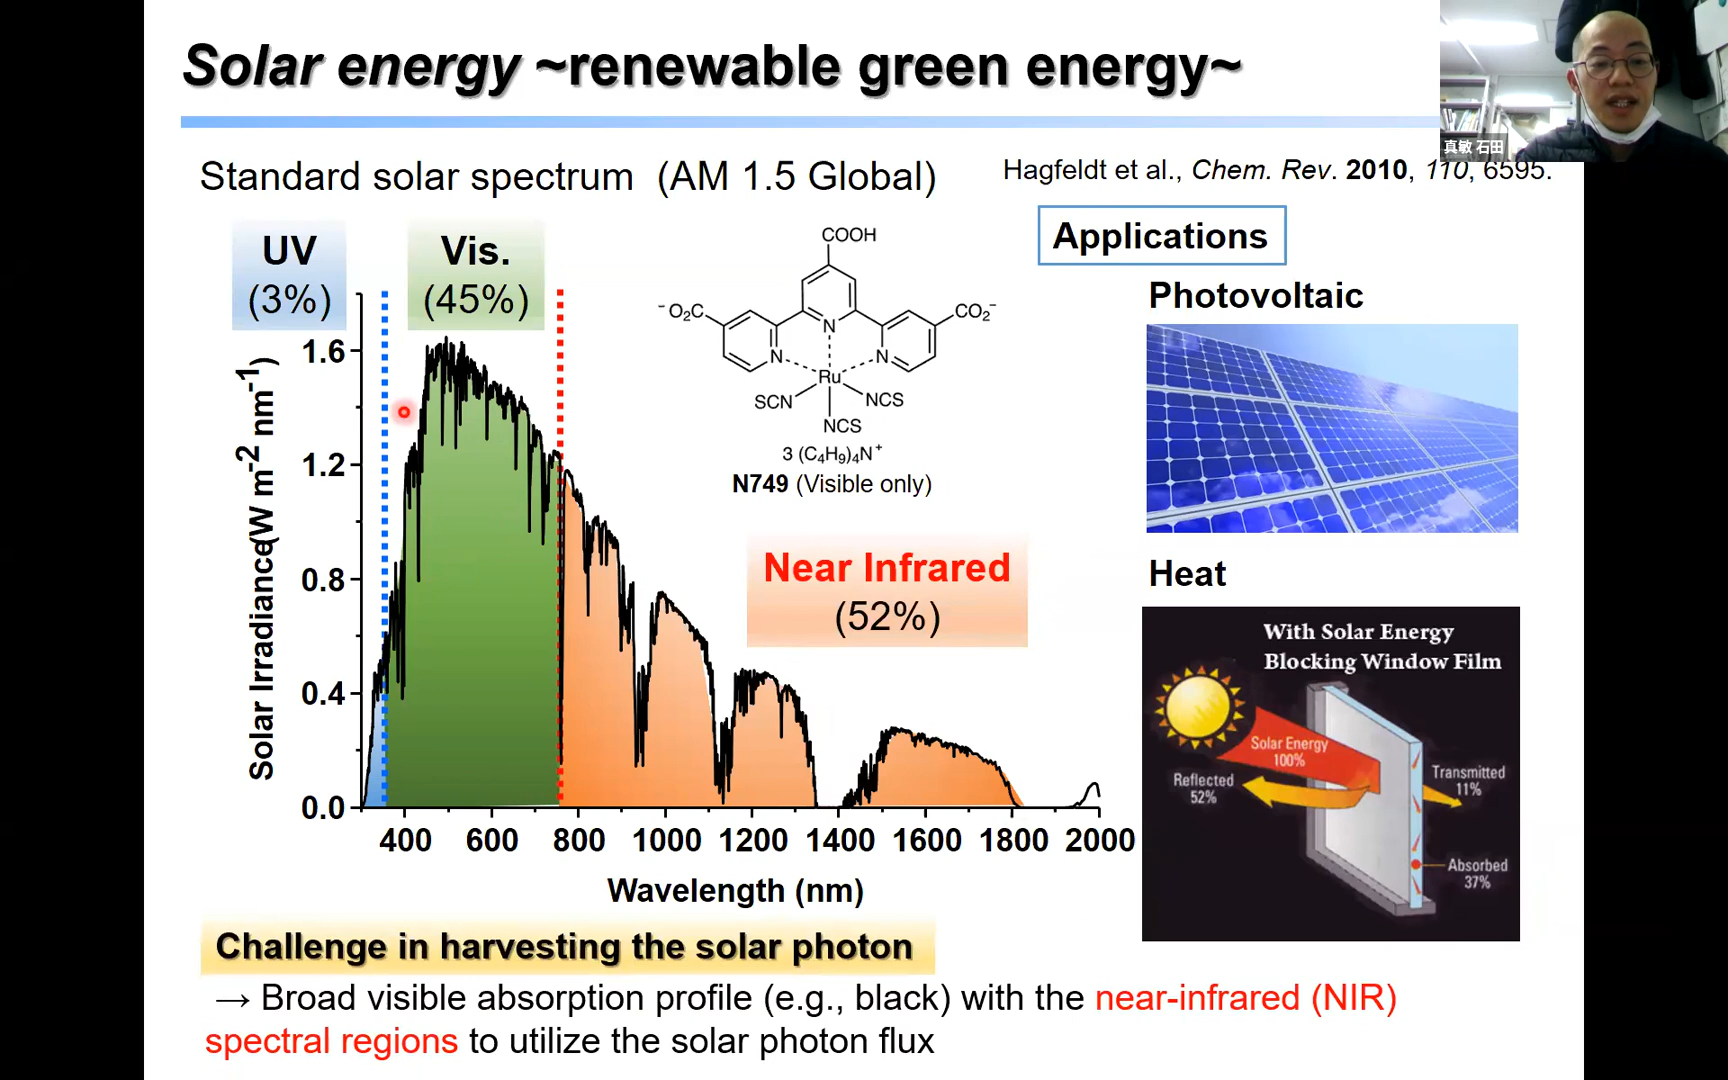 Solar energy ~renewable green energy~
真敏 石田
Standard solar spectrum (AM 1.5 Global)
Hagfeldt et al., Chem. Rev. 2010, 110, 6595.
UV
(3%)
Vis.
(45%)
COOH
⁻O₂C
CO₂⁻
N
N
N
Ru
SCN
NCS
NCS
3 (C₄H₉)₄N⁺
N749 (Visible only)
Near Infrared
(52%)
Solar Irradiance(W m⁻² nm⁻¹)
1.6
1.2
0.8
0.4
0.0
400 600 800 1000 1200 1400 1600 1800 2000
Wavelength (nm)
Applications
Photovoltaic
Heat
With Solar Energy
Blocking Window Film
Solar Energy
100%
Reflected
52%
Transmitted
11%
Absorbed
37%
Challenge in harvesting the solar photon
→ Broad visible absorption profile (e.g., black) with the near-infrared (NIR)
spectral regions to utilize the solar photon flux